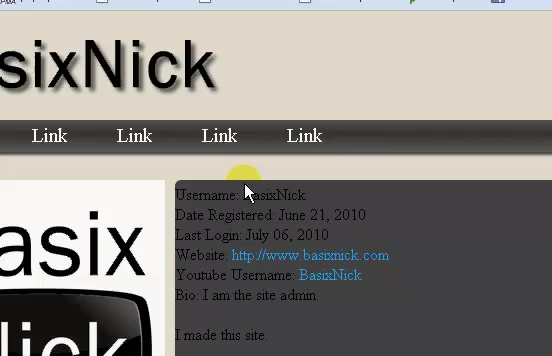 asixNick
Link Link Link Link
asix
lick
Username: BasixNick
Date Registered: June 21, 2010
Last Login: July 06, 2010
Website: http://www.basixnick.com
Youtube Username: BasixNick
Bio: I am the site admin.
I made this site.